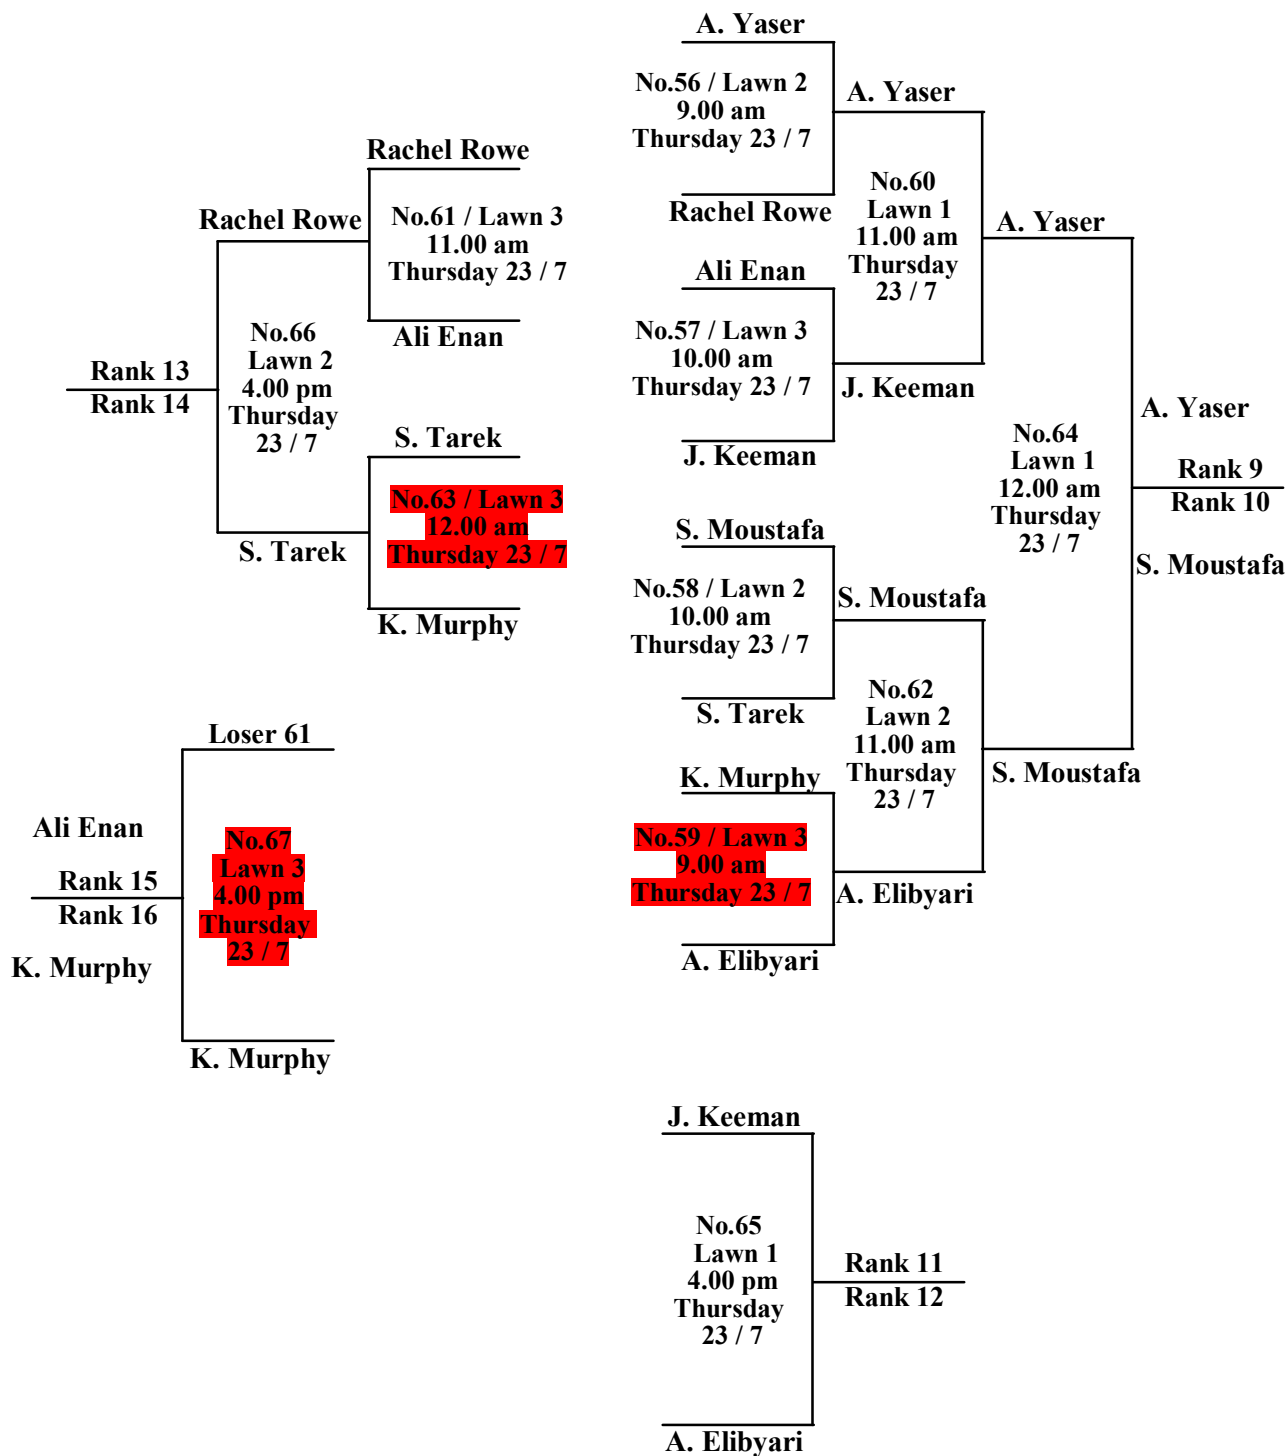 A. Yaser
No.56 / Lawn 2
9.00 am
Thursday 23 / 7
Rachel Rowe
A. Yaser
Rachel Rowe
No.61 / Lawn 3
11.00 am
Thursday 23 / 7
Ali Enan
Rachel Rowe
No.60
Lawn 1
11.00 am
Thursday
23 / 7
A. Yaser
Ali Enan
No.57 / Lawn 3
10.00 am
Thursday 23 / 7
J. Keeman
J. Keeman
No.66
Lawn 2
4.00 pm
Thursday
23 / 7
Rank 13
Rank 14
S. Tarek
No.63 / Lawn 3
12.00 am
Thursday 23 / 7
K. Murphy
S. Tarek
No.64
Lawn 1
12.00 am
Thursday
23 / 7
A. Yaser
Rank 9
Rank 10
S. Moustafa
S. Moustafa
No.58 / Lawn 2
10.00 am
Thursday 23 / 7
S. Tarek
S. Moustafa
No.62
Lawn 2
11.00 am
Thursday
23 / 7
S. Moustafa
K. Murphy
No.59 / Lawn 3
9.00 am
Thursday 23 / 7
A. Elibyari
A. Elibyari
Loser 61
No.67
Lawn 3
4.00 pm
Thursday
23 / 7
K. Murphy
Ali Enan
Rank 15
Rank 16
K. Murphy
J. Keeman
No.65
Lawn 1
4.00 pm
Thursday
23 / 7
A. Elibyari
Rank 11
Rank 12